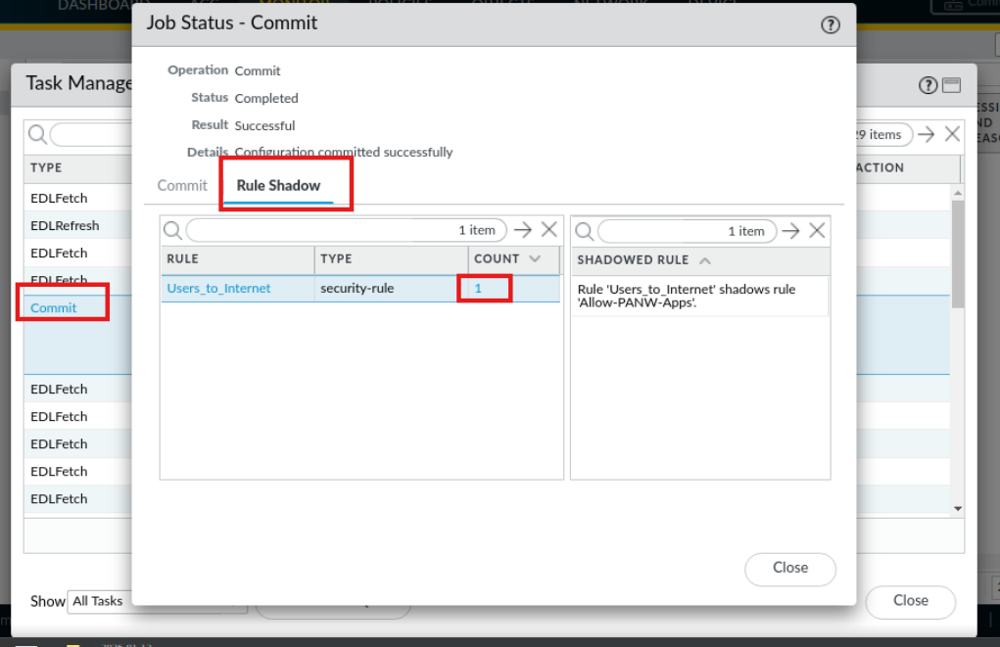 DASHBOARD
Job Status - Commit
Operation Commit
Status Completed
Result Successful
Details Configuration committed successfully
Commit
Rule Shadow
1 item
RULE TYPE COUNT
Users_to_Internet security-rule 1
1 item
SHADOWED RULE
Rule 'Users_to_Internet' shadows rule
'Allow-PANW-Apps'.
Close
Task Manage
29 items
TYPE
ACTION
EDLFetch
EDLRefresh
EDLFetch
EDLFetch
Commit
EDLFetch
EDLFetch
EDLFetch
EDLFetch
EDLFetch
Show All Tasks
Close